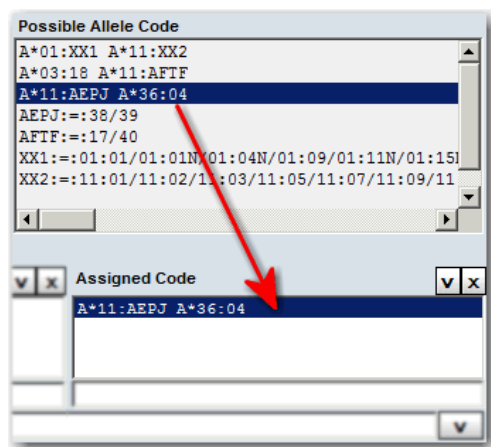 Possible Allele Code
A*01:XX1 A*11:XX2
A*03:18 A*11:AFTF
A*11:AEPJ A*36:04
AEPJ:=:38/39
AFTF:=:17/40
XX1:=:01:01/01:01N/01:04N/01:09/01:11N/01:15
XX2:=:11:01/11:02/11:03/11:05/11:07/11:09/11
v x Assigned Code v x
A*11:AEPJ A*36:04
v